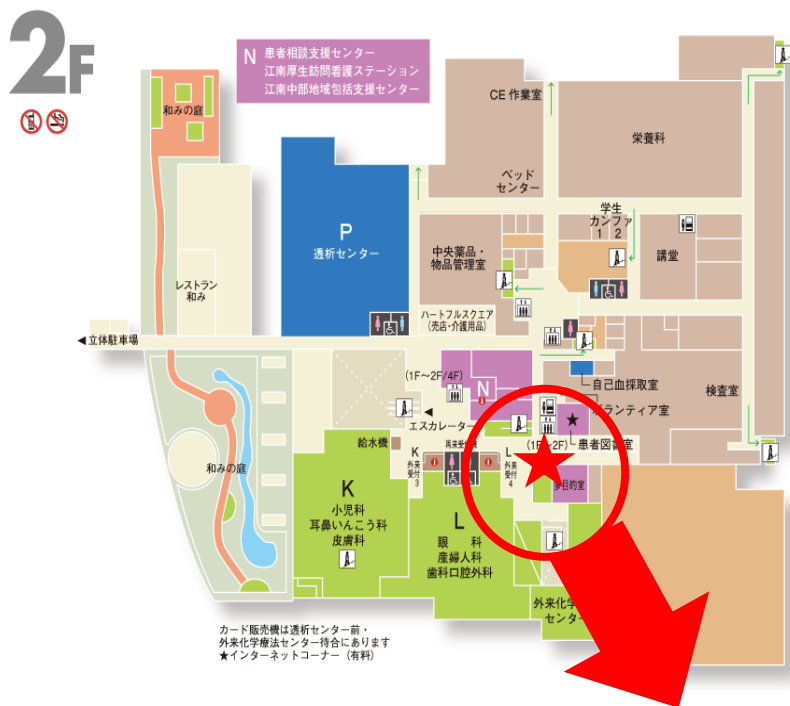 2F
N 患者相談支援センター
江南厚生訪問看護ステーション
江南中部地域包括支援センター
和みの庭
CE 作業室
栄養科
ベッド
センター
学生
カンファ
1 2
P
透析センター
中央薬品・
物品管理室
講堂
レストラン
和み
ハートフルスクエア
(売店・介護用品)
◀立体駐車場
(1F〜2F/4F)
N
自己血採取室
検査室
ボランティア室
エスカレーター
★
給水機
再来受付機
(1F〜2F)
患者図書室
K
外来
受付
3
L
外来
受付
4
和みの庭
多目的室
K
小児科
耳鼻いんこう科
皮膚科
L
眼 科
産婦人科
歯科口腔外科
外来化学
センター
カード販売機は透析センター前・
外来化学療法センター待合にあります
★インターネットコーナー(有料)